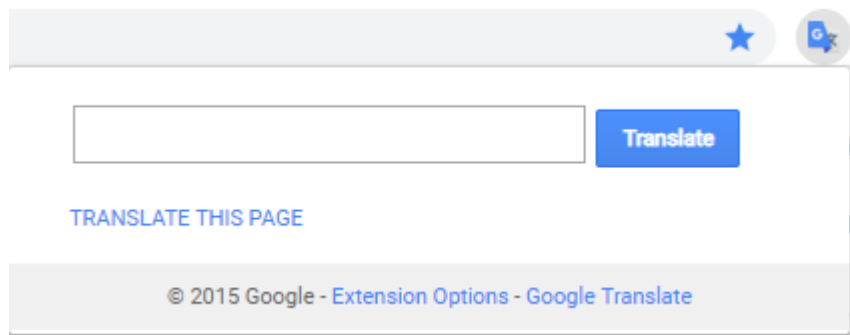 Translate
TRANSLATE THIS PAGE
© 2015 Google - Extension Options - Google Translate